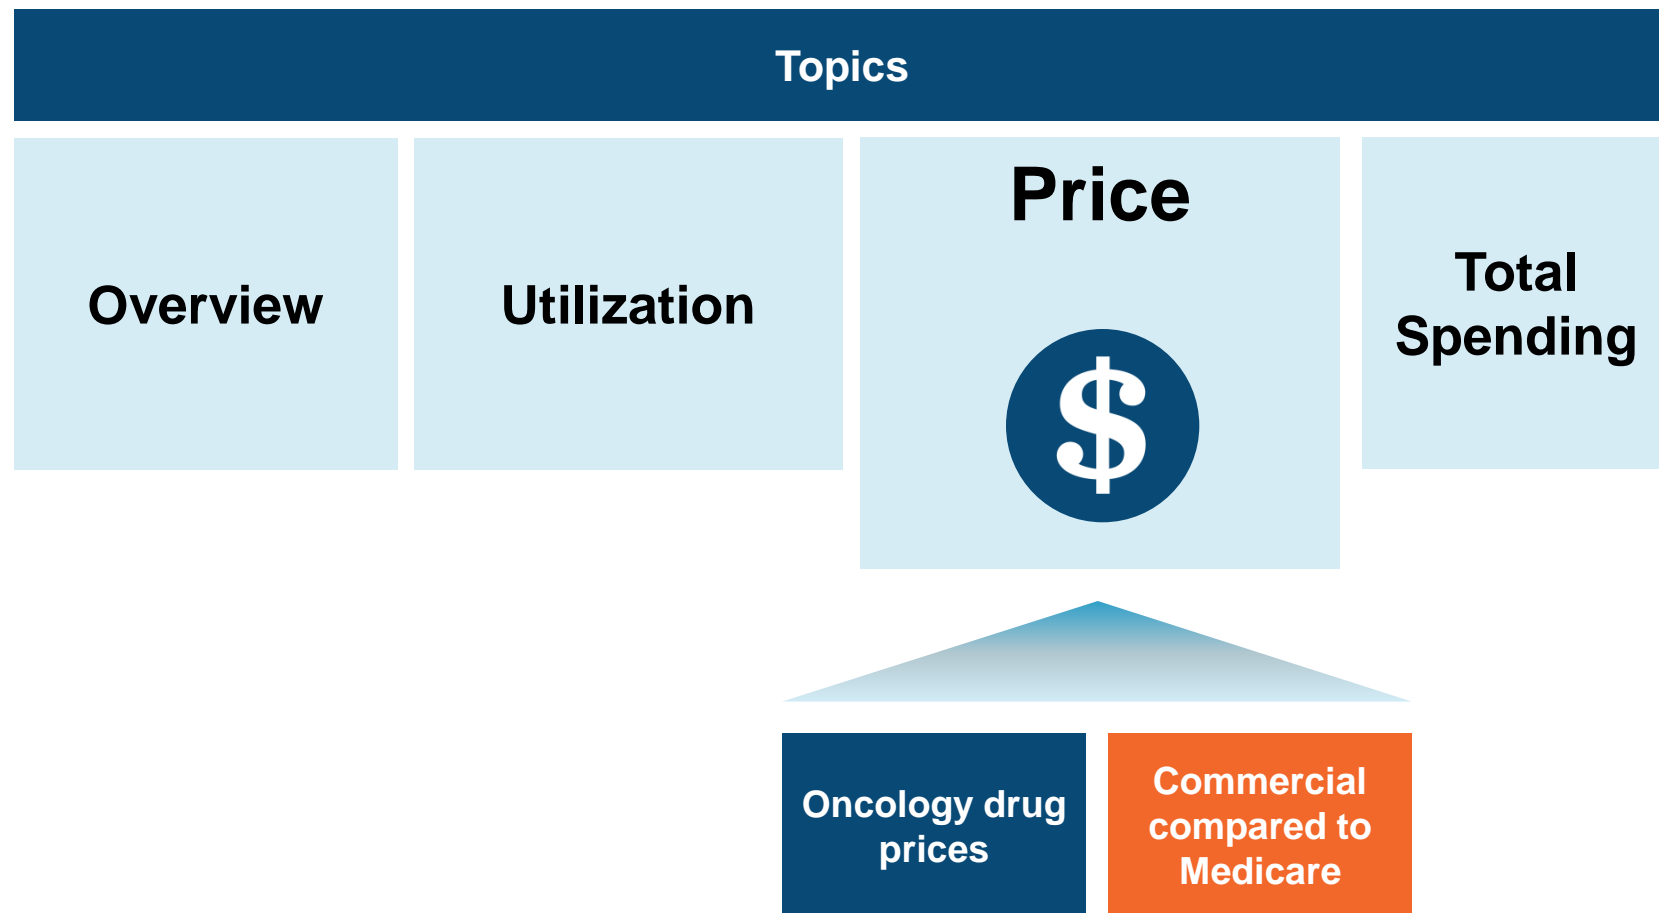 Topics
Overview
Utilization
Price
$
Total
Spending
Oncology drug
prices
Commercial
compared to
Medicare